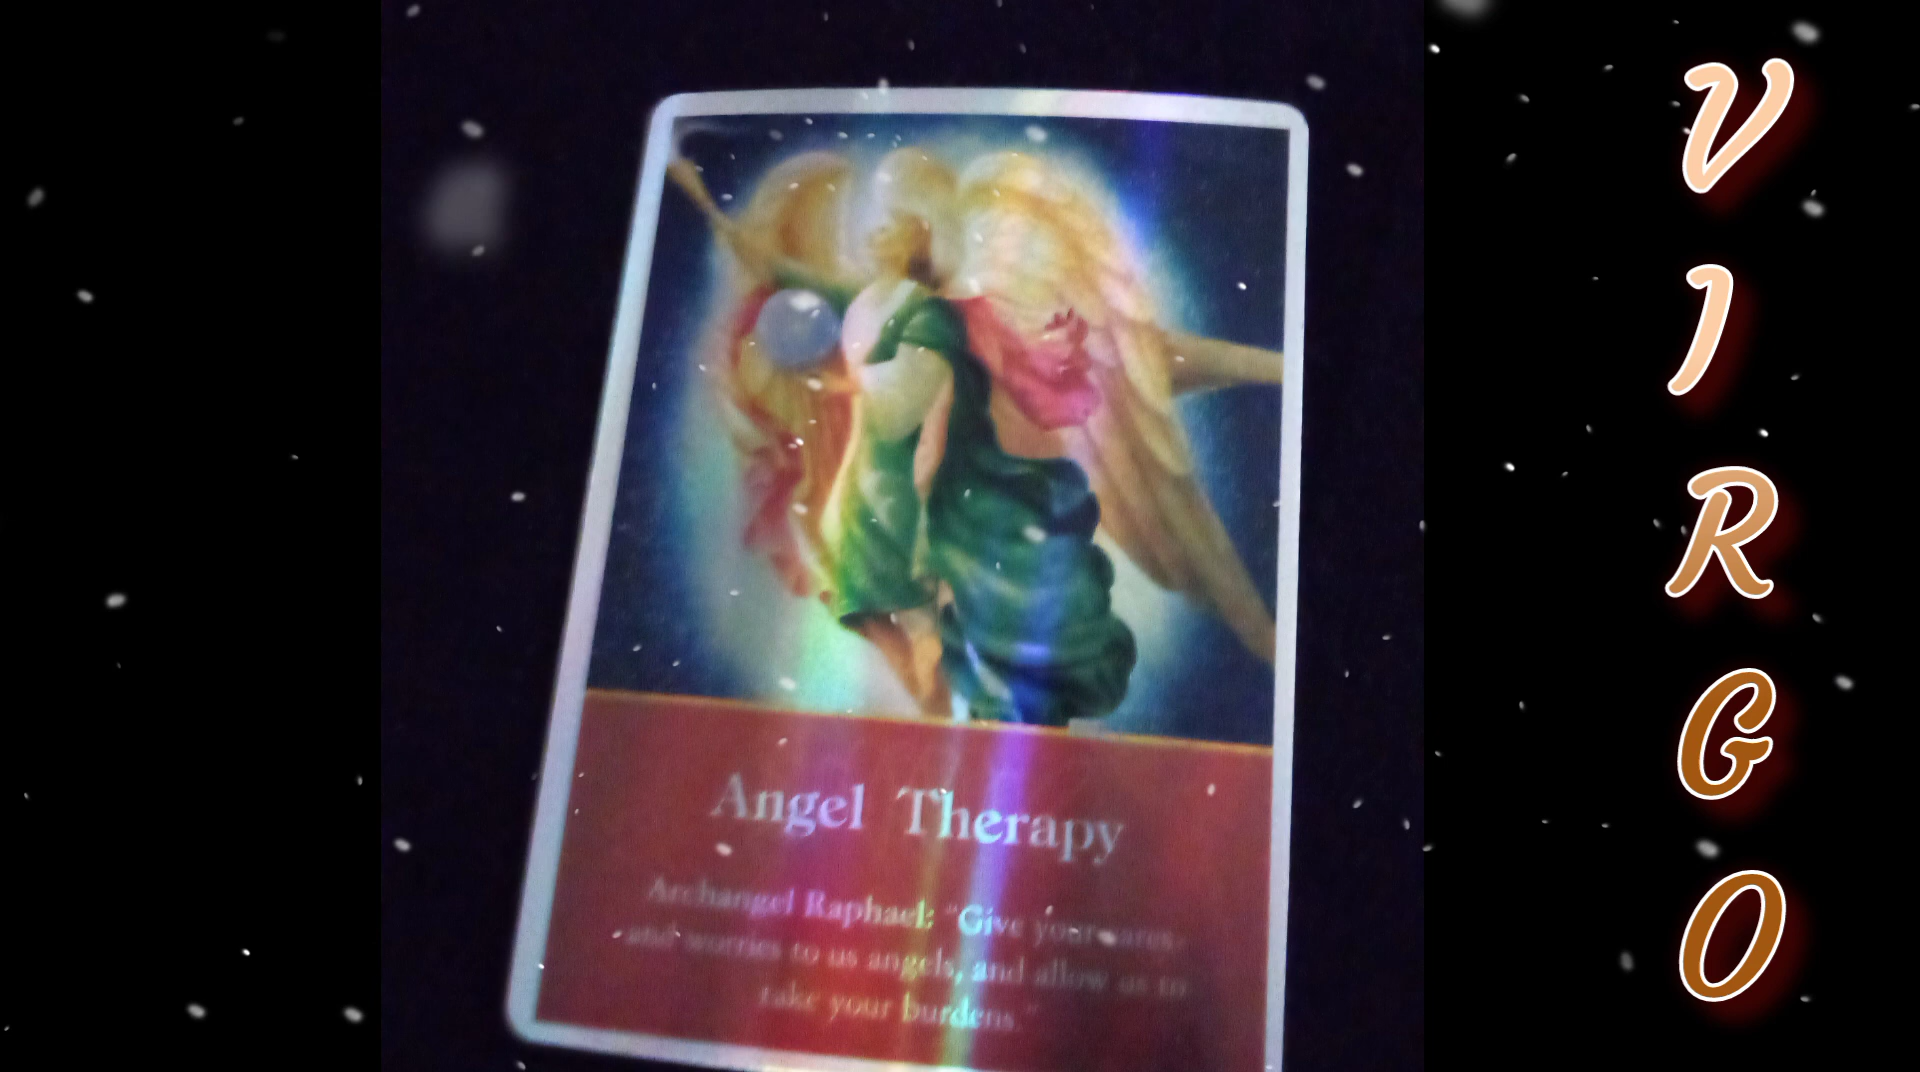 Angel Therapy
Archangel Raphael: "Give your cares
and worries to us angels, and allow us to
take your burdens."
VIRGO